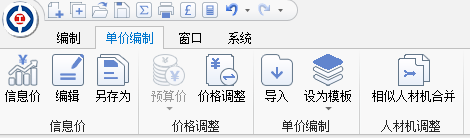 编制 单价编制 窗口 系统
信息价 编辑 另存为 预算价 价格调整 导入 设为模板 相似人材机合并
信息价 价格调整 单价编制 人材机调整